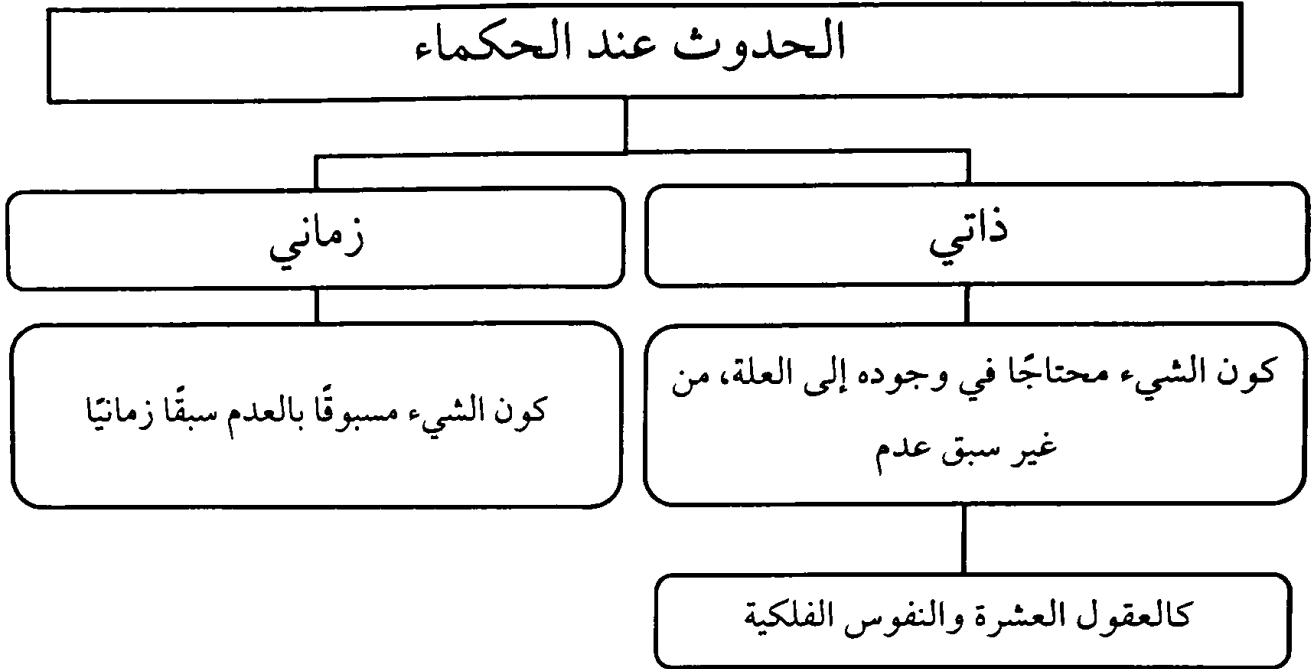 الحدوث عند الحكماء
ذاتي
زماني
كون الشيء محتاجًا في وجوده إلى العلة، من
غير سبق عدم
كون الشيء مسبوقًا بالعدم سبقًا زمانيًا
كالعقول العشرة والنفوس الفلكية